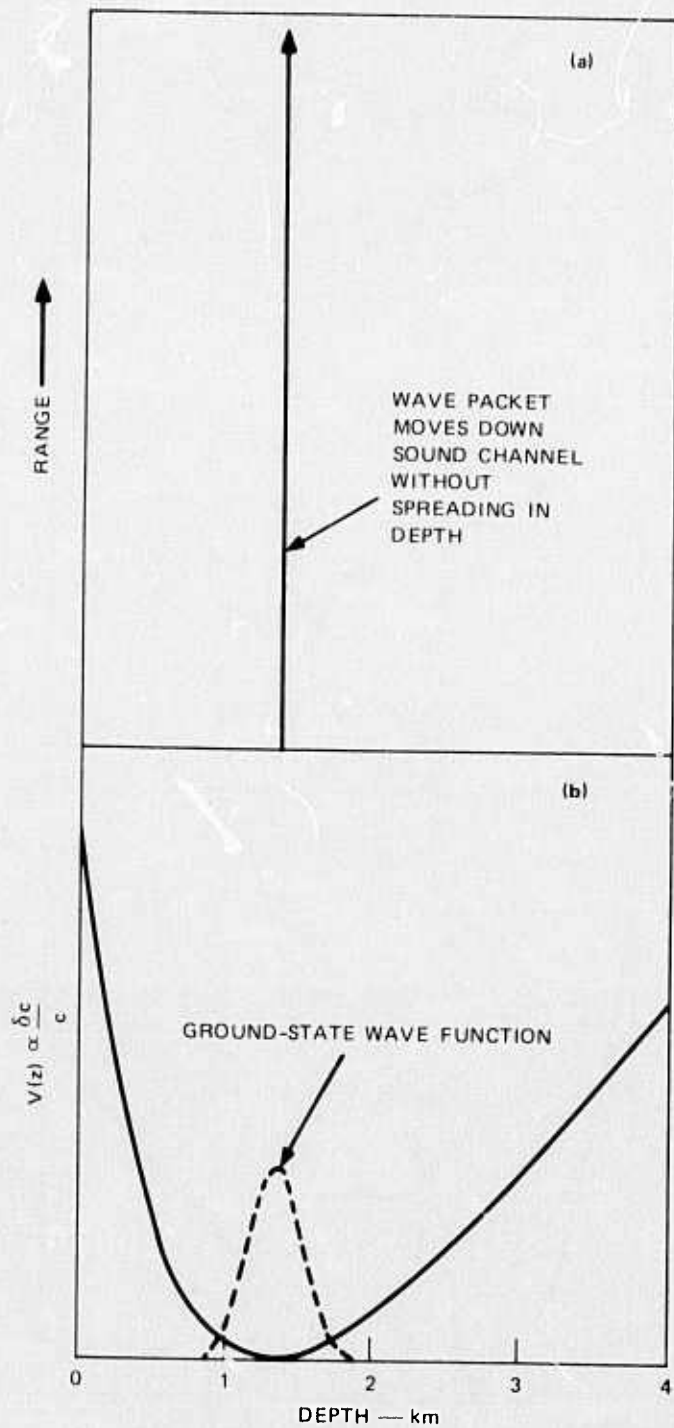 (a)
RANGE
WAVE PACKET
MOVES DOWN
SOUND CHANNEL
WITHOUT
SPREADING IN
DEPTH
(b)
V(z) ∝ δc/c
GROUND-STATE WAVE FUNCTION
0 1 2 3 4
DEPTH — km